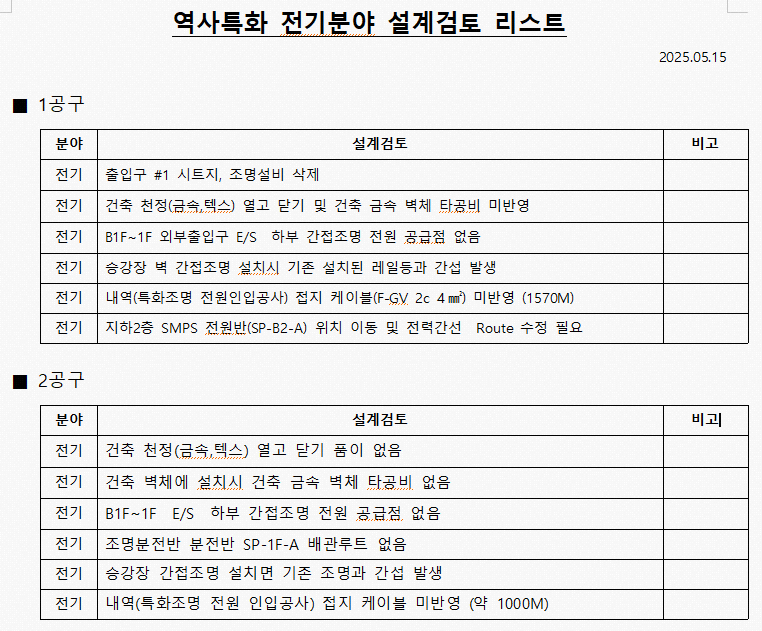 역사특화 전기분야 설계검토 리스트
2025.05.15
■ 1공구
분야 설계검토 비고
전기 출입구 #1 시트지, 조명설비 삭제
전기 건축 천정(금속,텍스) 열고 닫기 및 건축 금속 벽체 타공비 미반영
전기 B1F~1F 외부출입구 E/S 하부 간접조명 전원 공급점 없음
전기 승강장 벽 간접조명 설치시 기존 설치된 레일등과 간섭 발생
전기 내역(특화조명 전원인입공사) 접지 케이블(F-GV 2c 4㎟) 미반영 (1570M)
전기 지하2층 SMPS 전원반(SP-B2-A) 위치 이동 및 전력간선 Route 수정 필요
■ 2공구
분야 설계검토 비고
전기 건축 천정(금속,텍스) 열고 닫기 품이 없음
전기 건축 벽체에 설치시 건축 금속 벽체 타공비 없음
전기 B1F~1F E/S 하부 간접조명 전원 공급점 없음
전기 조명분전반 분전반 SP-1F-A 배관루트 없음
전기 승강장 간접조명 설치면 기존 조명과 간섭 발생
전기 내역(특화조명 전원 인입공사) 접지 케이블 미반영 (약 1000M)